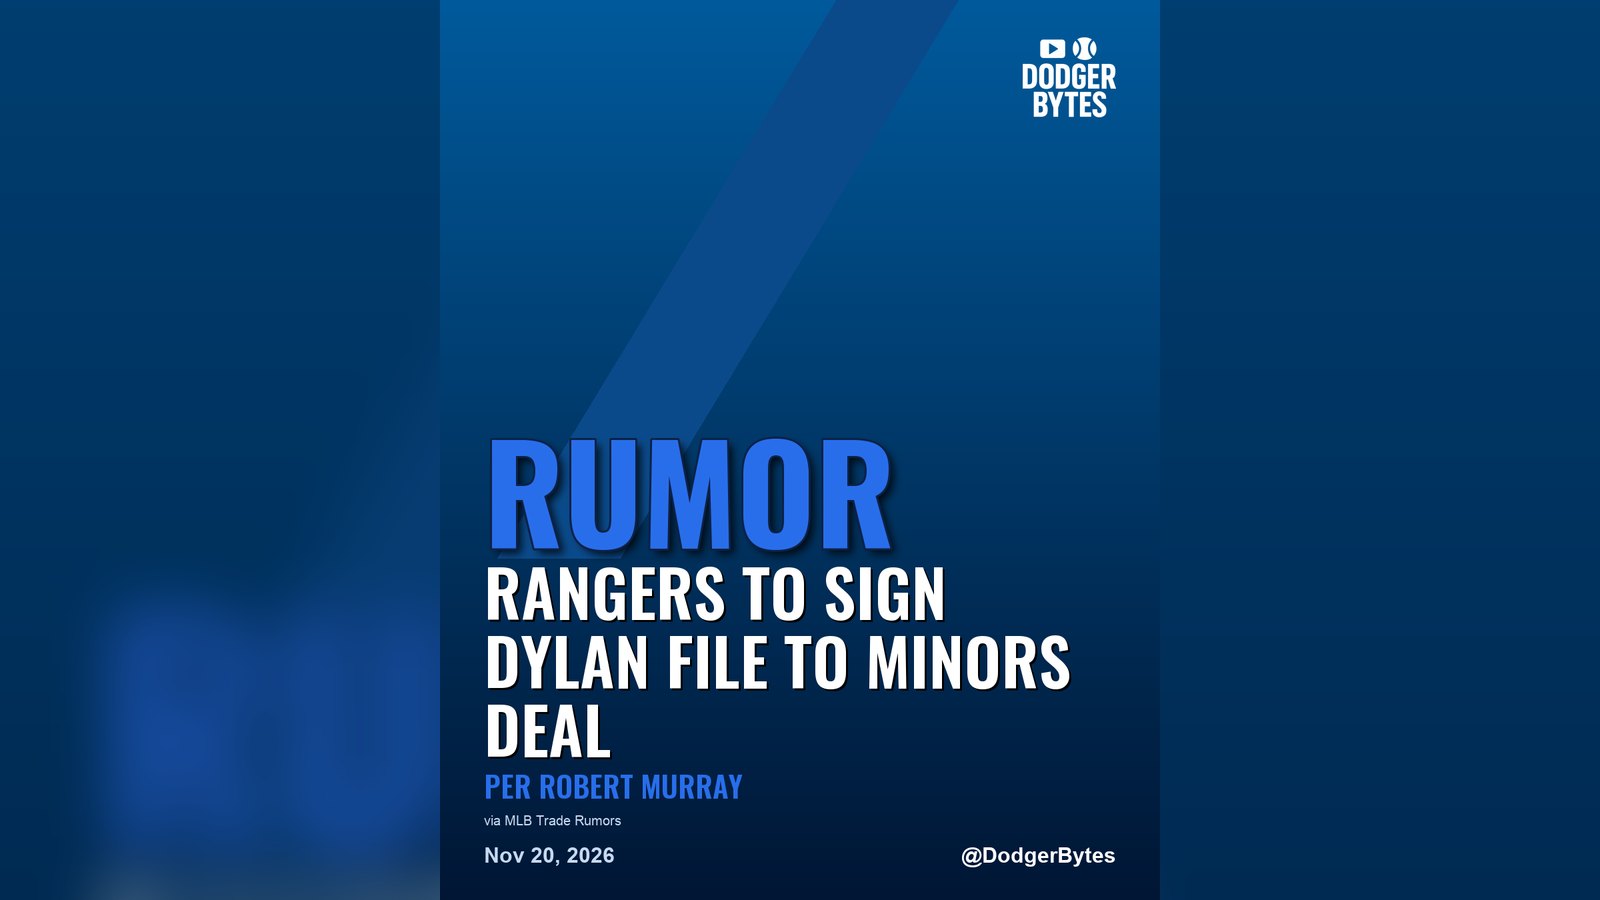 DODGER
BYTES
RUMOR
RANGERS TO SIGN
DYLAN FILE TO MINORS
DEAL
PER ROBERT MURRAY
via MLB Trade Rumors
Nov 20, 2026
@DodgerBytes